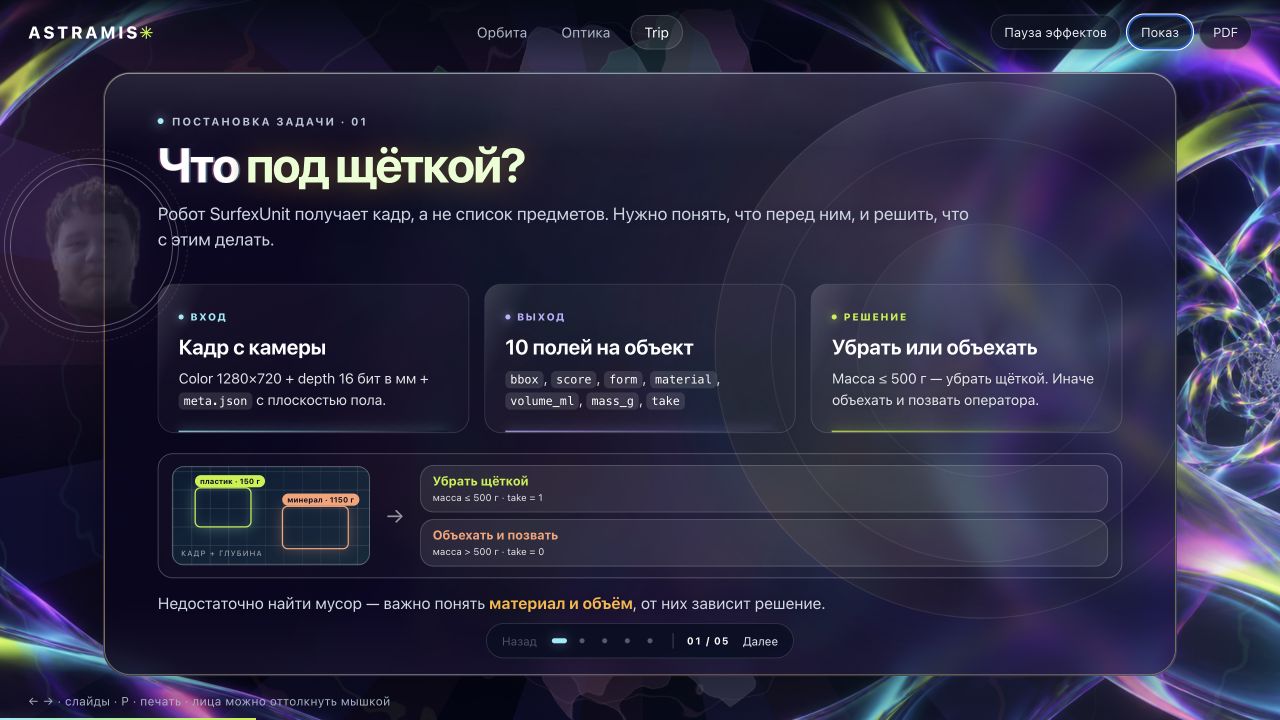 ASTRAMIS✳
Орбита Оптика Trip
Пауза эффектов Показ PDF
ПОСТАНОВКА ЗАДАЧИ · 01
Что под щёткой?
Робот SurfexUnit получает кадр, а не список предметов. Нужно понять, что перед ним, и решить, что
с этим делать.
ВХОД
Кадр с камеры
Color 1280×720 + depth 16 бит в мм +
meta.json с плоскостью пола.
ВЫХОД
10 полей на объект
bbox, score, form, material,
volume_ml, mass_g, take
РЕШЕНИЕ
Убрать или объехать
Масса ≤ 500 г — убрать щёткой. Иначе
объехать и позвать оператора.
пластик · 150 г
минерал · 1150 г
КАДР + ГЛУБИНА
→
Убрать щёткой
масса ≤ 500 г · take = 1
Объехать и позвать
масса > 500 г · take = 0
Недостаточно найти мусор — важно понять материал и объём, от них зависит решение.
Назад 01 / 05 Далее
← → · слайды · P · печать · лица можно оттолкнуть мышкой